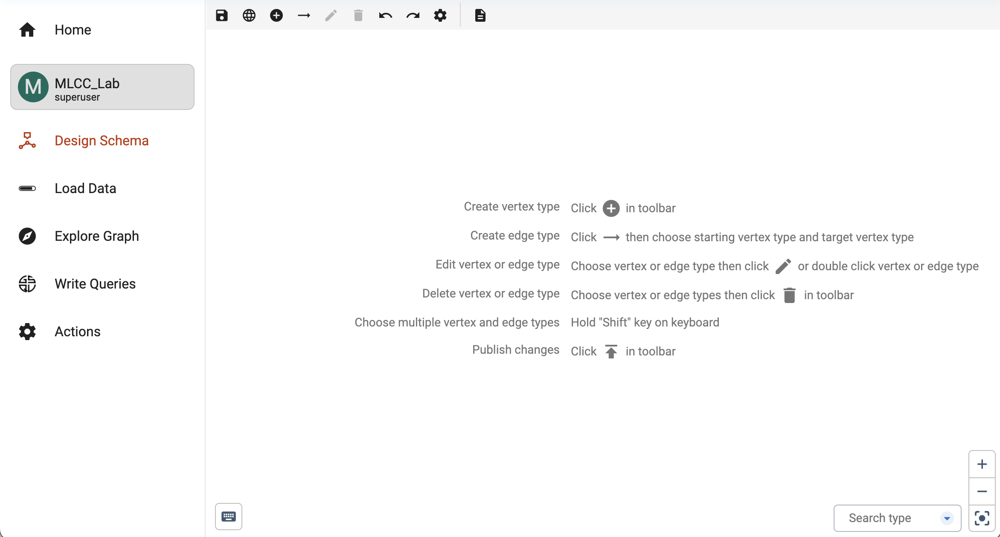 Home
M
MLCC_Lab
superuser
Design Schema
Load Data
Explore Graph
Write Queries
Actions
Create vertex type Click in toolbar
Create edge type Click then choose starting vertex type and target vertex type
Edit vertex or edge type Choose vertex or edge type then click or double click vertex or edge type
Delete vertex or edge type Choose vertex or edge types then click in toolbar
Choose multiple vertex and edge types Hold "Shift" key on keyboard
Publish changes Click in toolbar
Search type